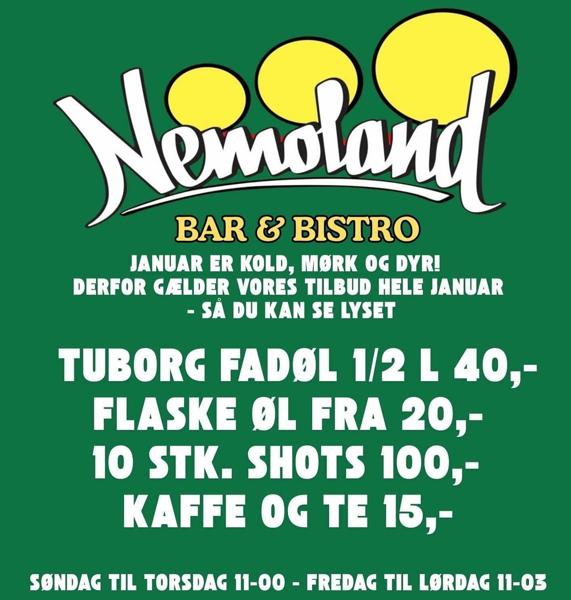 Nemoland
BAR & BISTRO
JANUAR ER KOLD, MØRK OG DYR!
DERFOR GÆLDER VORES TILBUD HELE JANUAR
- SÅ DU KAN SE LYSET
TUBORG FADØL 1/2 L 40,-
FLASKE ØL FRA 20,-
10 STK. SHOTS 100,-
KAFFE OG TE 15,-
SØNDAG TIL TORSDAG 11-00 - FREDAG TIL LØRDAG 11-03